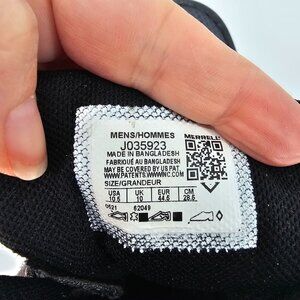 MENS/HOMMES
MERRELL
J035923
MADE IN BANGLADESH
FABRIQUÉ AU BANGLADESH
MAY BE COVERED BY US PAT.
WWW.PATENTS.WWWINC.COM
SIZE/GRANDEUR
USA UK EUR CM
10.5 10 44.5 28.5
0521 62049